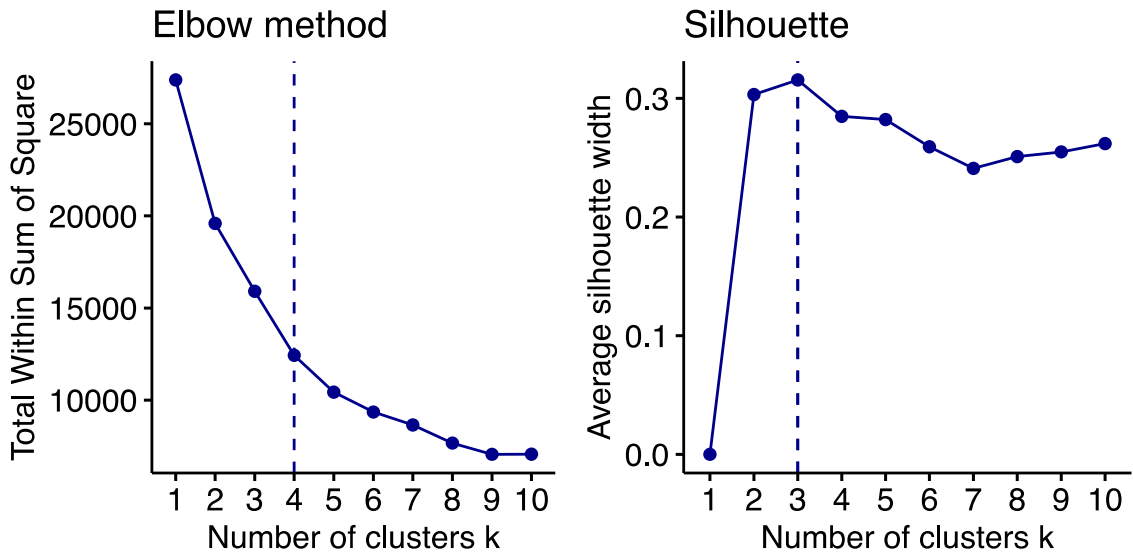 Elbow method
Total Within Sum of Square
25000
20000
15000
10000
1 2 3 4 5 6 7 8 9 10
Number of clusters k
Silhouette
Average silhouette width
0.3
0.2
0.1
0.0
1 2 3 4 5 6 7 8 9 10
Number of clusters k